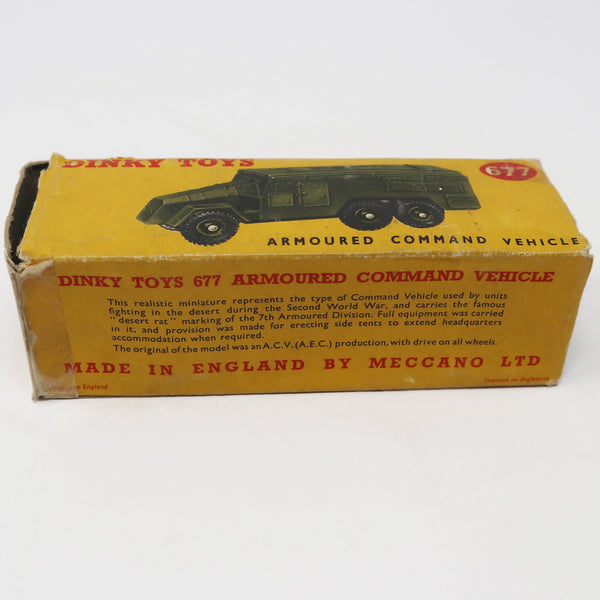 DINKY TOYS
677
ARMOURED COMMAND VEHICLE
DINKY TOYS 677 ARMOURED COMMAND VEHICLE
This realistic miniature represents the type of Command Vehicle used by units
fighting in the desert during the Second World War, and carries the famous
"desert rat" marking of the 7th Armoured Division. Full equipment was carried
in it, and provision was made for erecting side tents to extend headquarters
accommodation when required.
The original of the model was an A.C.V. (A.E.C.) production, with drive on all wheels.
MADE IN ENGLAND BY MECCANO LTD
England